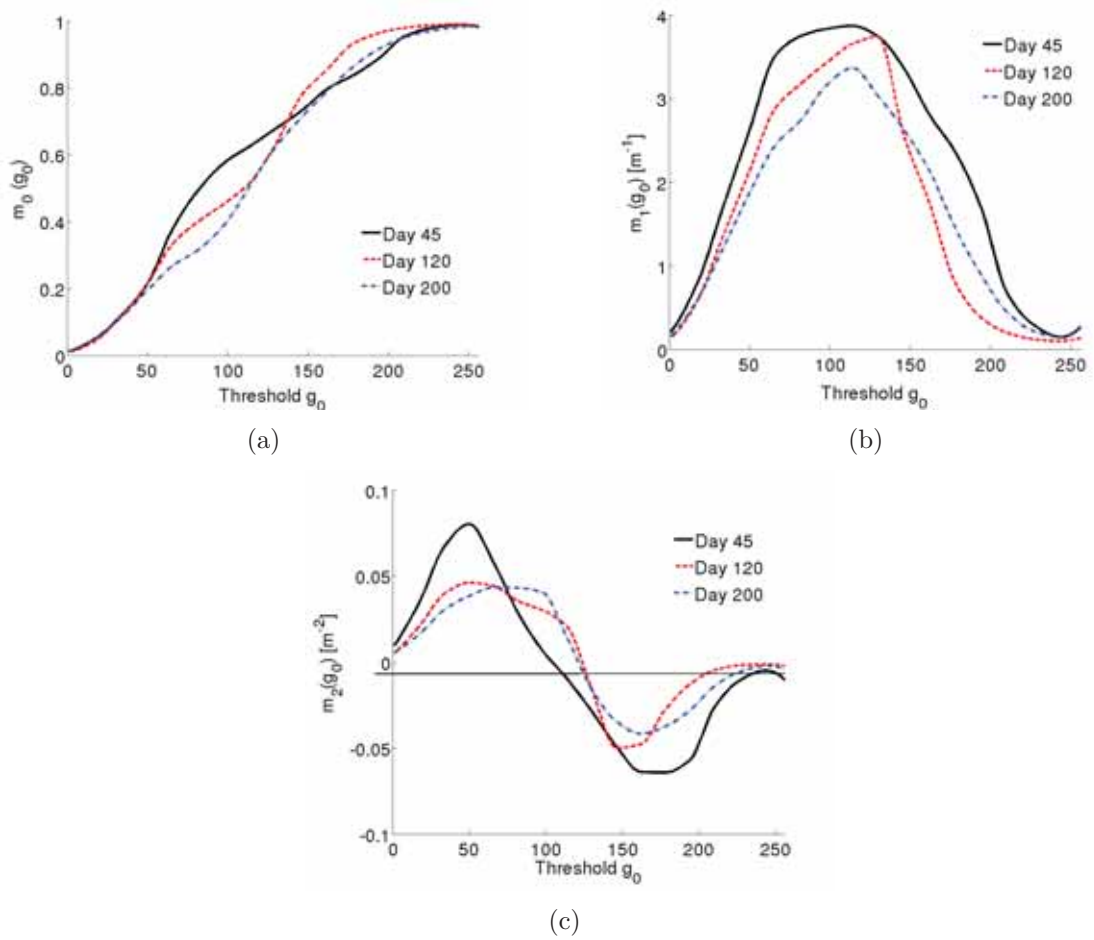 1
0.8
0.6
0.4
0.2
0
m0 (g0)
Day 45
Day 120
Day 200
0 50 100 150 200 250
Threshold g0
(a)
4
3
2
1
0
m1(g0) [m-1]
Day 45
Day 120
Day 200
0 50 100 150 200 250
Threshold g0
(b)
0.1
0.05
0
-0.05
-0.1
m2(g0) [m-2]
Day 45
Day 120
Day 200
0 50 100 150 200 250
Threshold g0
(c)